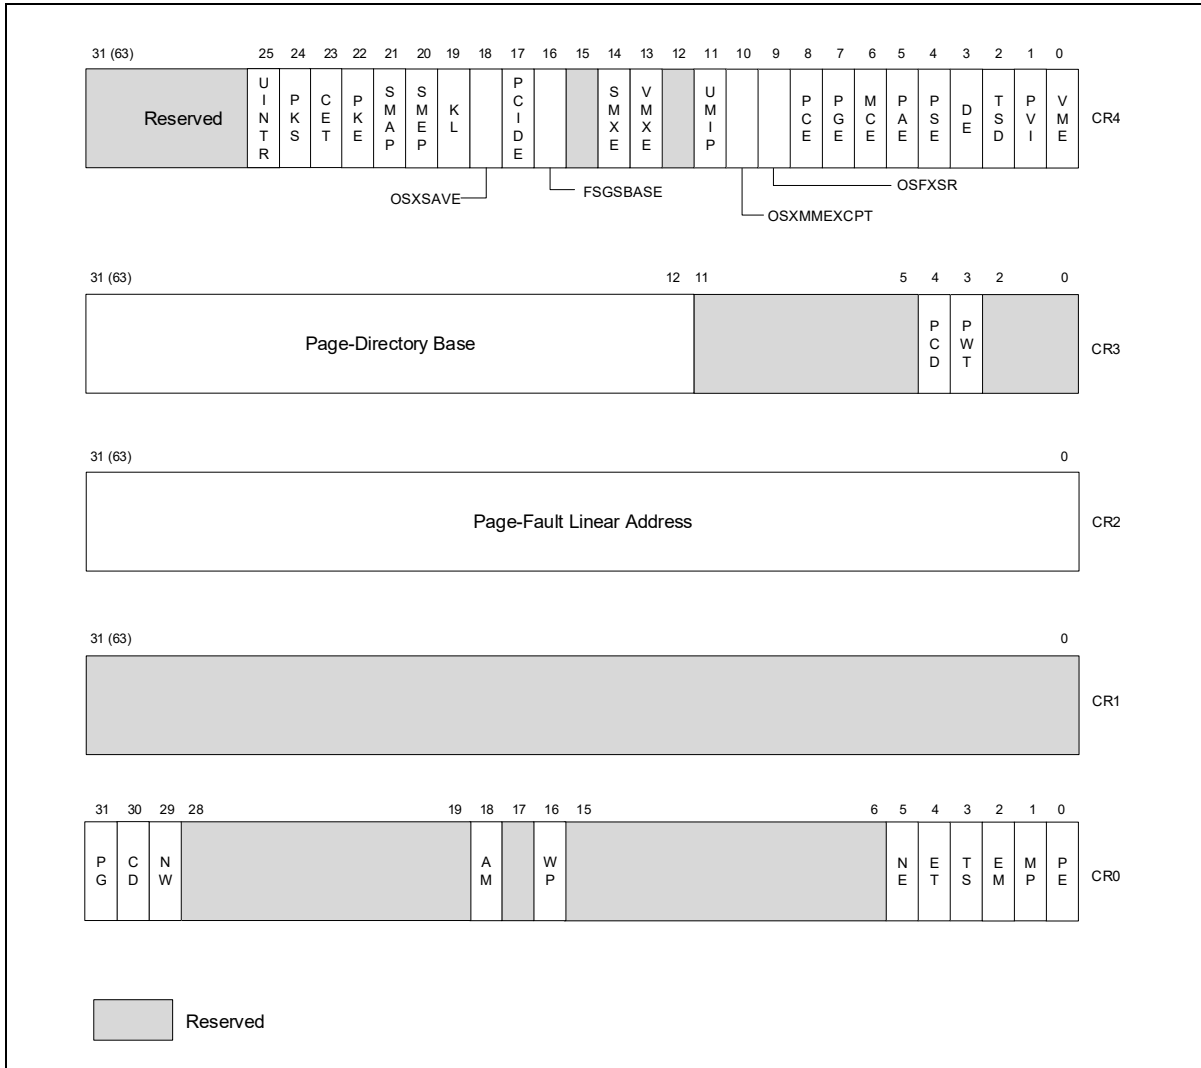 31 (63) 25 24 23 22 21 20 19 18 17 16 15 14 13 12 11 10 9 8 7 6 5 4 3 2 1 0
Reserved UINTR PKS CET PKE SMAP SMEP KL PCIDE SMXE VMXE UMIP PCE PGE MCE PAE PSE DE TSD PVI VME CR4
OSXSAVE FSGSBASE OSFXSR
OSXMMEXCPT
31 (63) 12 11 5 4 3 2 0
Page-Directory Base PCD PWT CR3
31 (63) 0
Page-Fault Linear Address CR2
31 (63) 0
CR1
31 30 29 28 19 18 17 16 15 6 5 4 3 2 1 0
PG CD NW AM WP NE ET TS EM MP PE CR0
Reserved